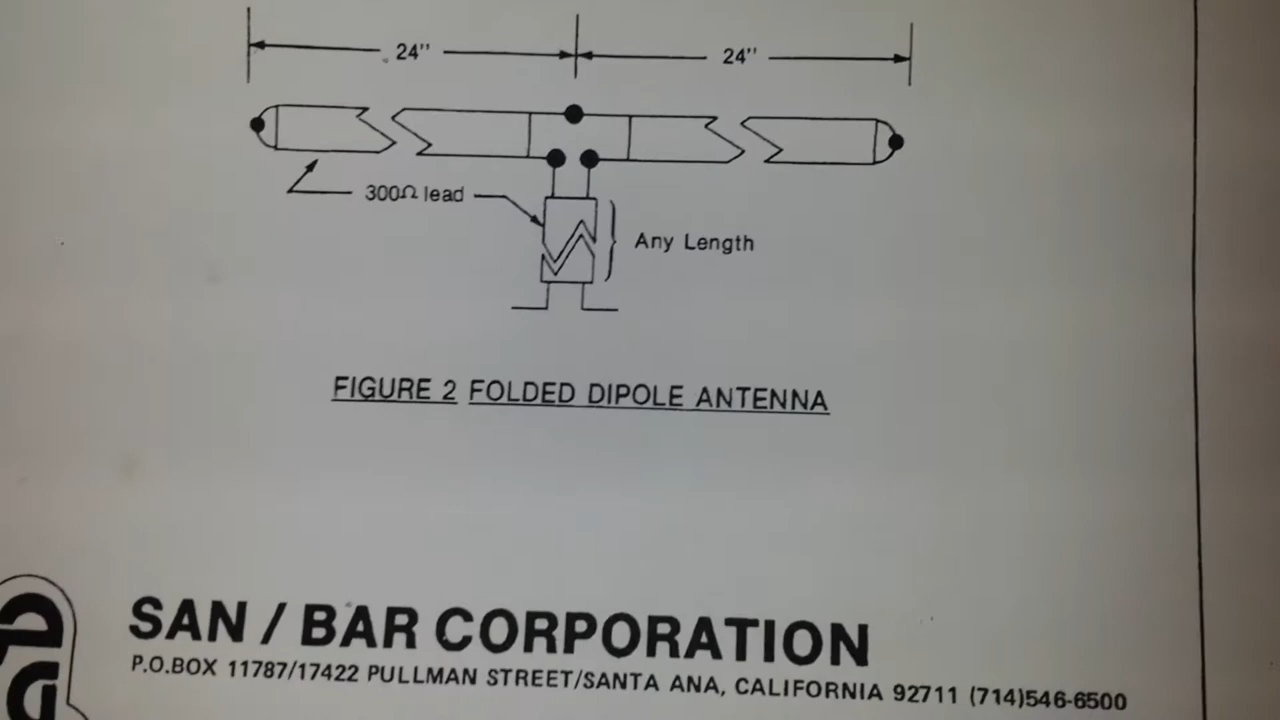 24" 24"
300Ω lead
Any Length
FIGURE 2 FOLDED DIPOLE ANTENNA
SAN / BAR CORPORATION
P.O.BOX 11787/17422 PULLMAN STREET/SANTA ANA, CALIFORNIA 92711 (714)546-6500